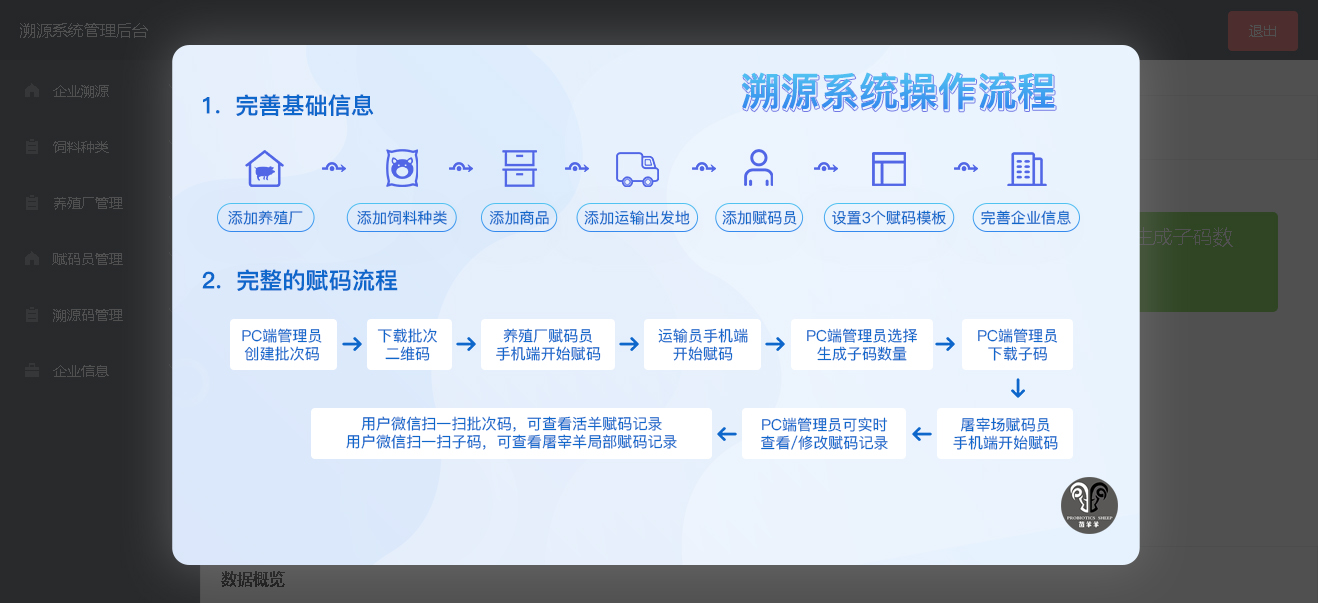 溯源系统管理后台
退出
企业溯源
饲料种类
养殖厂管理
赋码员管理
溯源码管理
企业信息
溯源系统操作流程
1. 完善基础信息
添加养殖厂
添加饲料种类
添加商品
添加运输出发地
添加赋码员
设置3个赋码模板
完善企业信息
2. 完整的赋码流程
PC端管理员
创建批次码
下载批次
二维码
养殖厂赋码员
手机端开始赋码
运输员手机端
开始赋码
PC端管理员选择
生成子码数量
PC端管理员
下载子码
屠宰场赋码员
手机端开始赋码
PC端管理员可实时
查看/修改赋码记录
用户微信扫一扫批次码，可查看活羊赋码记录
用户微信扫一扫子码，可查看屠宰羊局部赋码记录
生成子码数
PROBIOTICS SHEEP
菌羊羊
数据概览